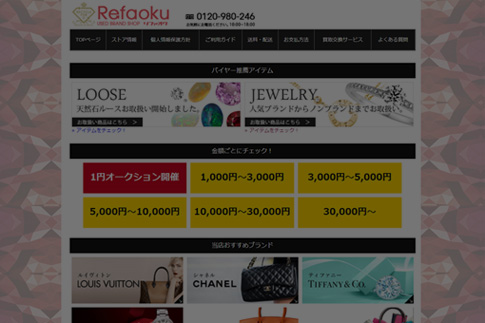 Refaoku
USED BRAND SHOP リファオク
0120-980-246
TOPページ ストア情報 個人情報保護方針 ご利用ガイド 送料・配送 お支払方法 買取交換サービス よくある質問
バイヤー推薦アイテム
LOOSE
天然石ルースお取扱い開始しました。
お取扱い商品はこちら
» アイテムをチェック!
JEWELRY
人気ブランドからノンブランドまでお取扱い。
お取扱い商品はこちら
» アイテムをチェック!
金額ごとにチェック!
1円オークション開催 1,000円～3,000円 3,000円～5,000円
5,000円～10,000円 10,000円～30,000円 30,000円～
当店おすすめブランド
ルイヴィトン
LOUIS VUITTON
シャネル
CHANEL
ティファニー
TIFFANY & CO.